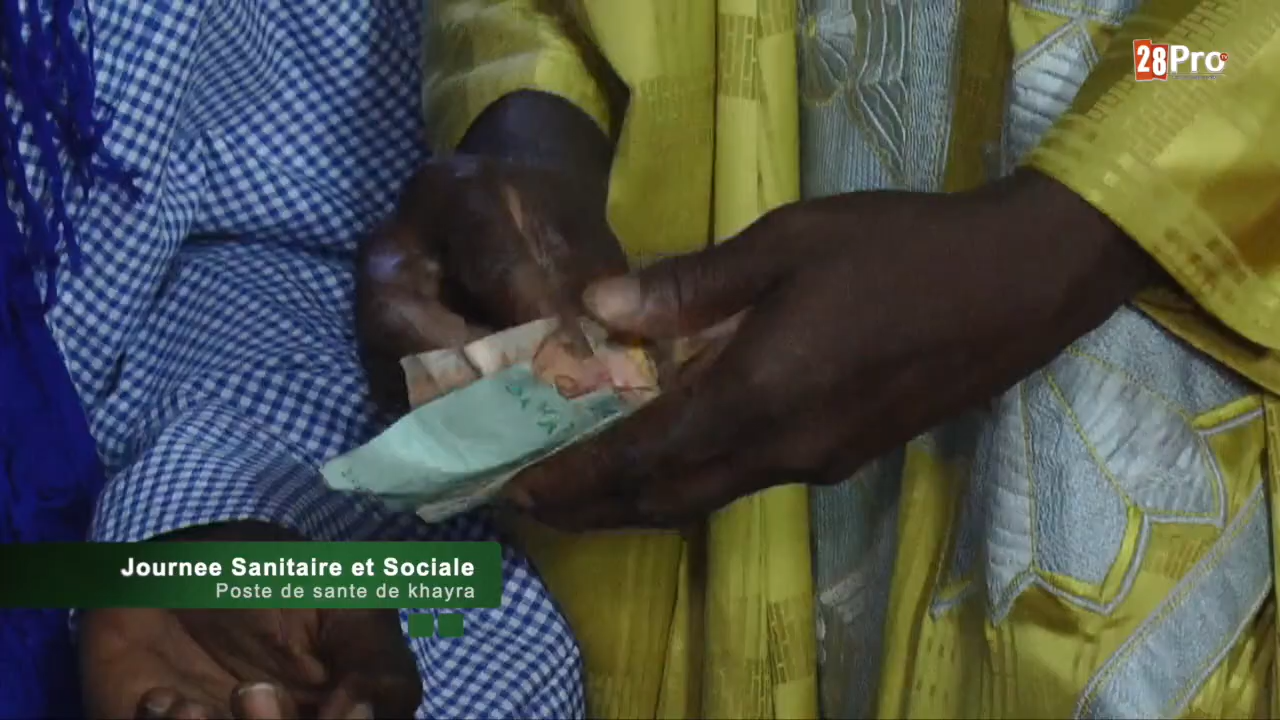 28Pro
Journee Sanitaire et Sociale
Poste de sante de khayra